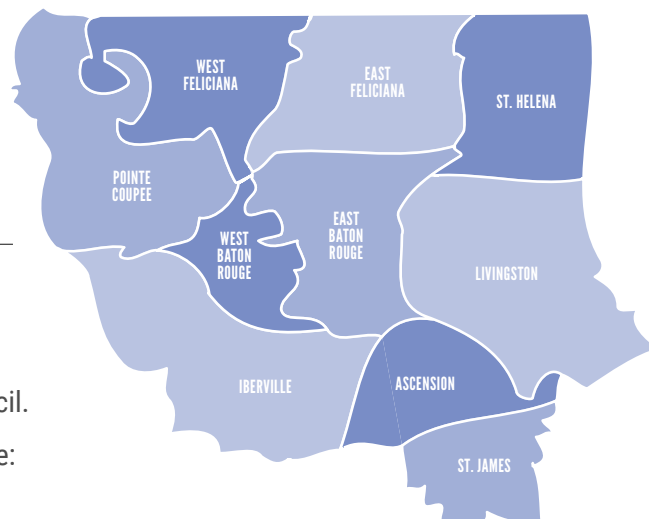 WEST
FELICIANA
EAST
FELICIANA
ST. HELENA
POINTE
COUPEE
WEST
BATON
ROUGE
EAST
BATON
ROUGE
LIVINGSTON
IBERVILLE
ASCENSION
ST. JAMES
cil.
e: